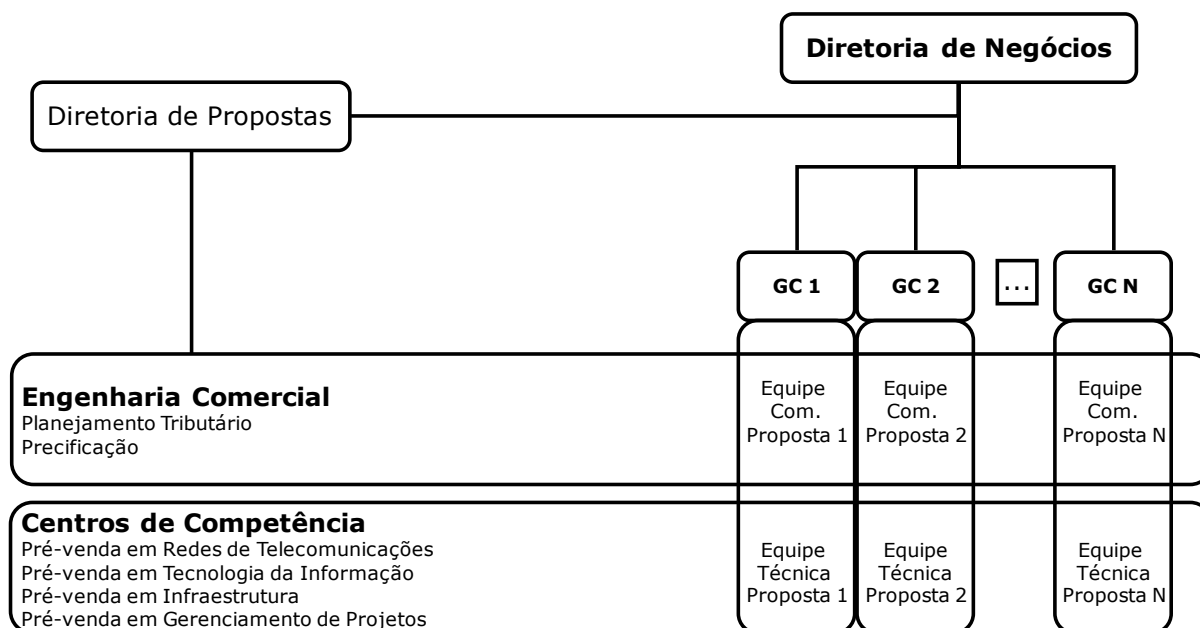 Diretoria de Negócios
Diretoria de Propostas
GC 1
GC 2
...
GC N
Engenharia Comercial
Planejamento Tributário
Precificação
Equipe
Com.
Proposta 1
Equipe
Com.
Proposta 2
Equipe
Com.
Proposta N
Centros de Competência
Pré-venda em Redes de Telecomunicações
Pré-venda em Tecnologia da Informação
Pré-venda em Infraestrutura
Pré-venda em Gerenciamento de Projetos
Equipe
Técnica
Proposta 1
Equipe
Técnica
Proposta 2
Equipe
Técnica
Proposta N